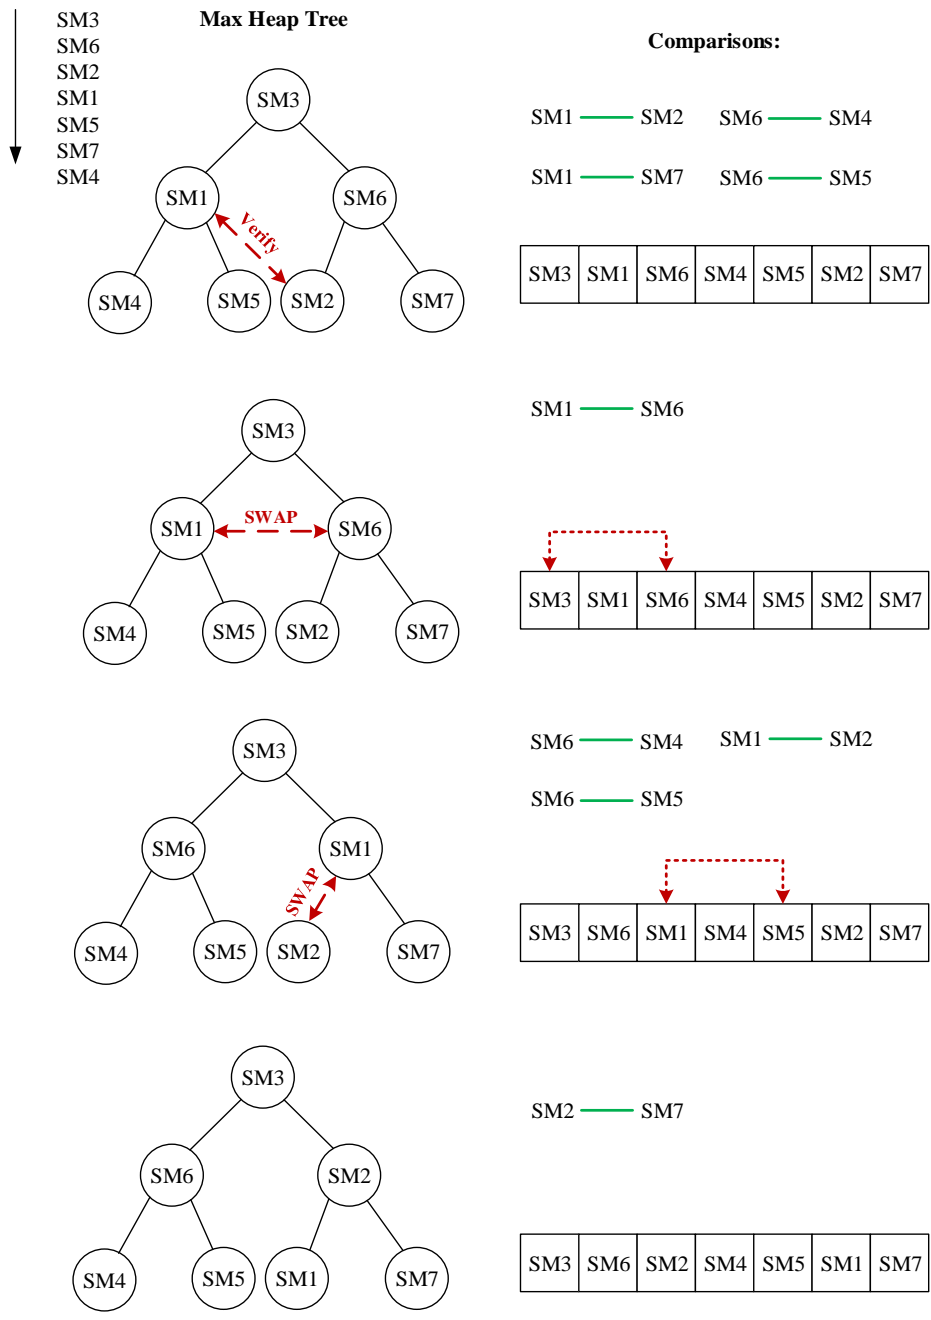 SM3
SM6
SM2
SM1
SM5
SM7
SM4
Max Heap Tree
Comparisons:
SM3
SM1 SM6
Verify
SM4 SM5 SM2 SM7
SM1 SM2 SM6 SM4
SM1 SM7 SM6 SM5
SM3 SM1 SM6 SM4 SM5 SM2 SM7
SM3
SM1 SWAP SM6
SM4 SM5 SM2 SM7
SM1 SM6
SM3 SM1 SM6 SM4 SM5 SM2 SM7
SM3
SM6 SM1
SWAP
SM4 SM5 SM2 SM7
SM6 SM4 SM1 SM2
SM6 SM5
SM3 SM6 SM1 SM4 SM5 SM2 SM7
SM3
SM6 SM2
SM4 SM5 SM1 SM7
SM2 SM7
SM3 SM6 SM2 SM4 SM5 SM1 SM7